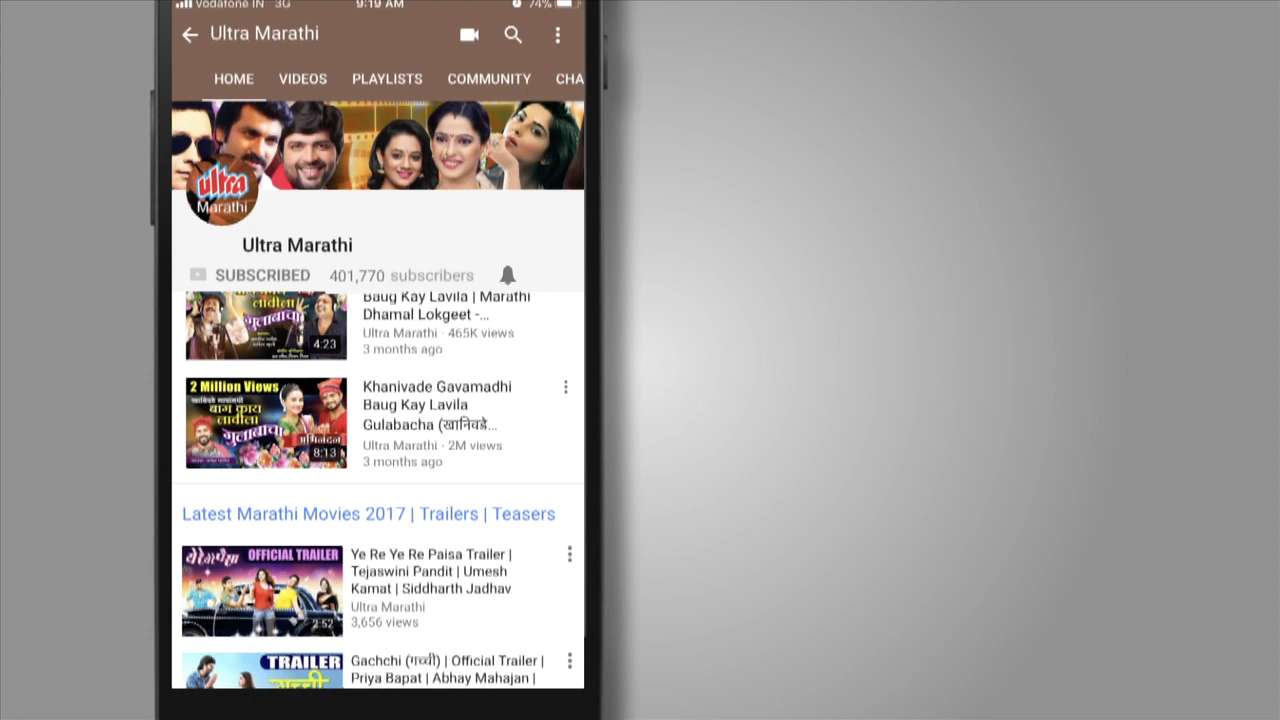 Vodafone IN 3G 9:19 AM 74%
Ultra Marathi
HOME VIDEOS PLAYLISTS COMMUNITY CHA
ultra
Marathi
Ultra Marathi
SUBSCRIBED 401,770 subscribers
लावीला
गुलाबाचा
4:23
Baug Kay Lavila | Marathi
Dhamal Lokgeet -...
Ultra Marathi · 465K views
3 months ago
2 Million Views
बाग काय
लावीला
गुलाबाचा
अभिनंदन
8:13
Khanivade Gavamadhi
Baug Kay Lavila
Gulabacha (खानिवडे...
Ultra Marathi · 2M views
3 months ago
Latest Marathi Movies 2017 | Trailers | Teasers
येरे येरे पैसा OFFICIAL TRAILER
2:52
Ye Re Ye Re Paisa Trailer |
Tejaswini Pandit | Umesh
Kamat | Siddharth Jadhav
Ultra Marathi
3,656 views
TRAILER
गच्ची
Gachchi (गच्ची) | Official Trailer |
Priya Bapat | Abhay Mahajan |